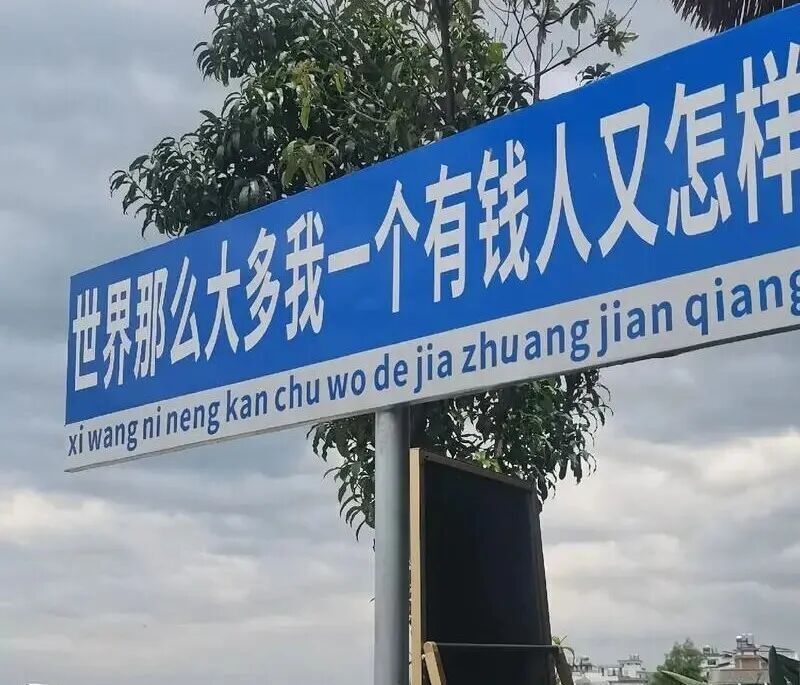 世界那么大多我一个有钱人又怎样
xi wang ni neng kan chu wo de jia zhuang jian qiang